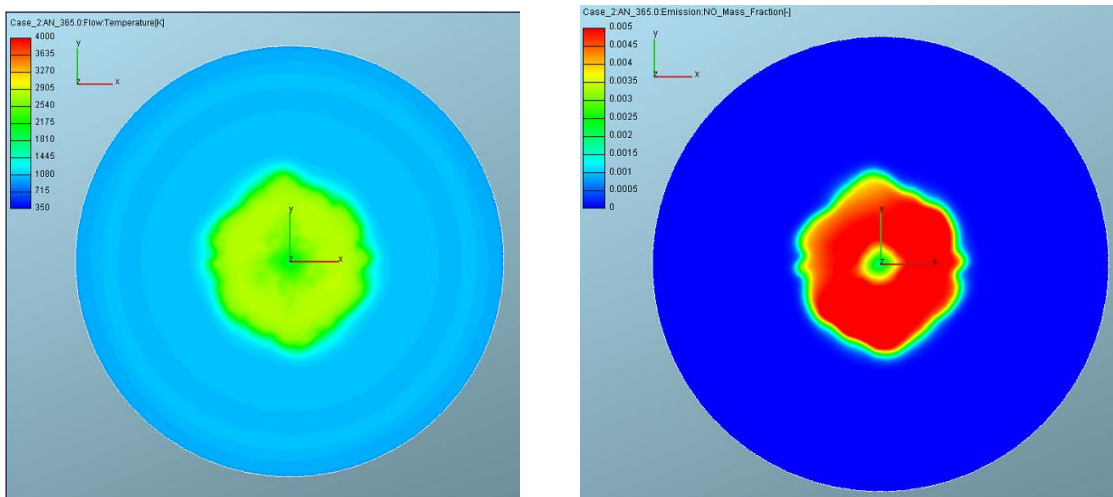 Case_2:AN_365.0:Flow:Temperature[K]
4000
3635
3270
2905
2540
2175
1810
1445
1080
715
350
y
z
x
y
z
x
Case_2:AN_365.0:Emission:NO_Mass_Fraction[-]
0.005
0.0045
0.004
0.0035
0.003
0.0025
0.002
0.0015
0.001
0.0005
0
y
z
x
y
z
x